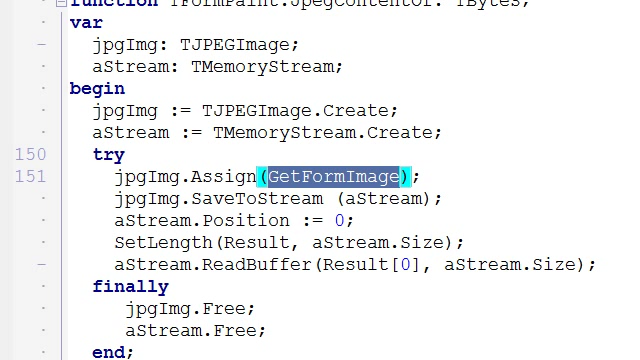 function TFormPaint.JpegContentOf: TBytes;
var
jpgImg: TJPEGImage;
aStream: TMemoryStream;
begin
jpgImg := TJPEGImage.Create;
aStream := TMemoryStream.Create;
150 try
151 jpgImg.Assign(GetFormImage);
jpgImg.SaveToStream (aStream);
aStream.Position := 0;
SetLength(Result, aStream.Size);
aStream.ReadBuffer(Result[0], aStream.Size);
finally
jpgImg.Free;
aStream.Free;
end;